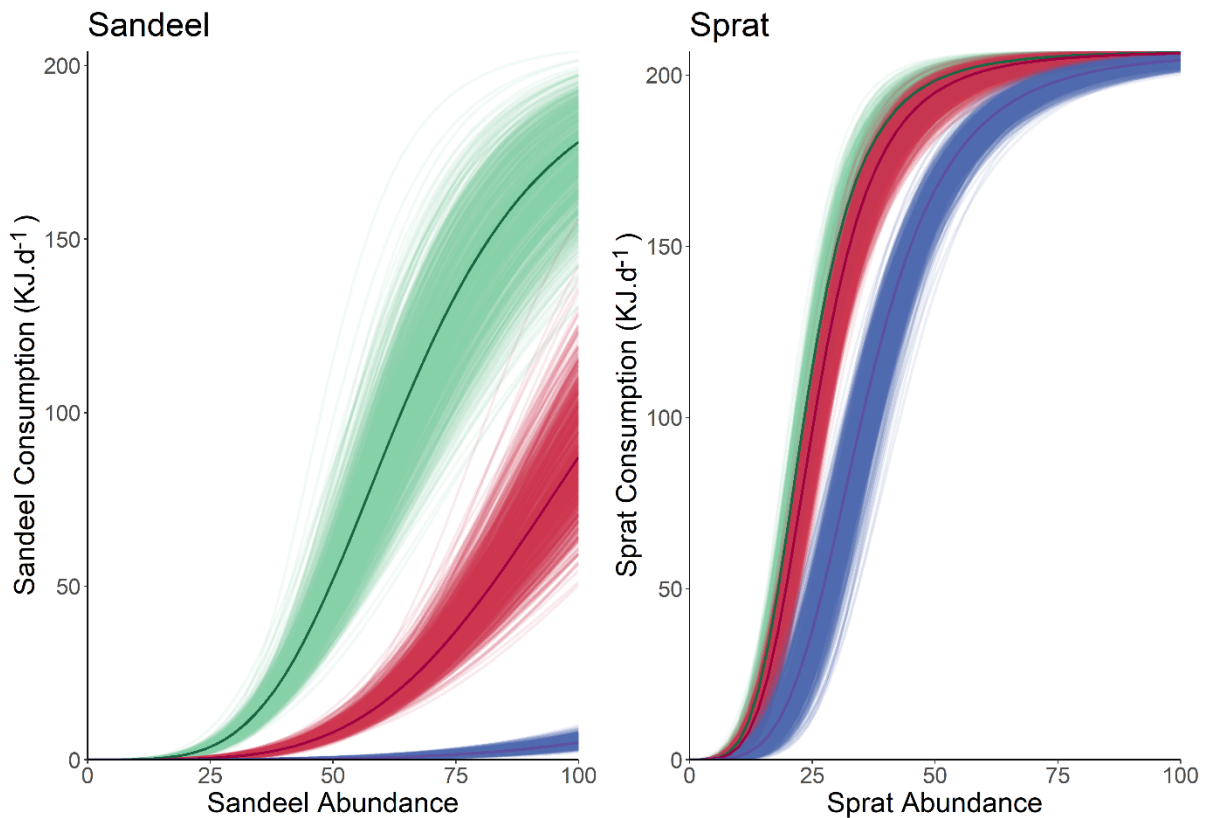 Sandeel
Sandeel Consumption (KJ.d⁻¹ )
200
150
100
50
0
0 25 50 75 100
Sandeel Abundance
Sprat
Sprat Consumption (KJ.d⁻¹ )
200
150
100
50
0
0 25 50 75 100
Sprat Abundance